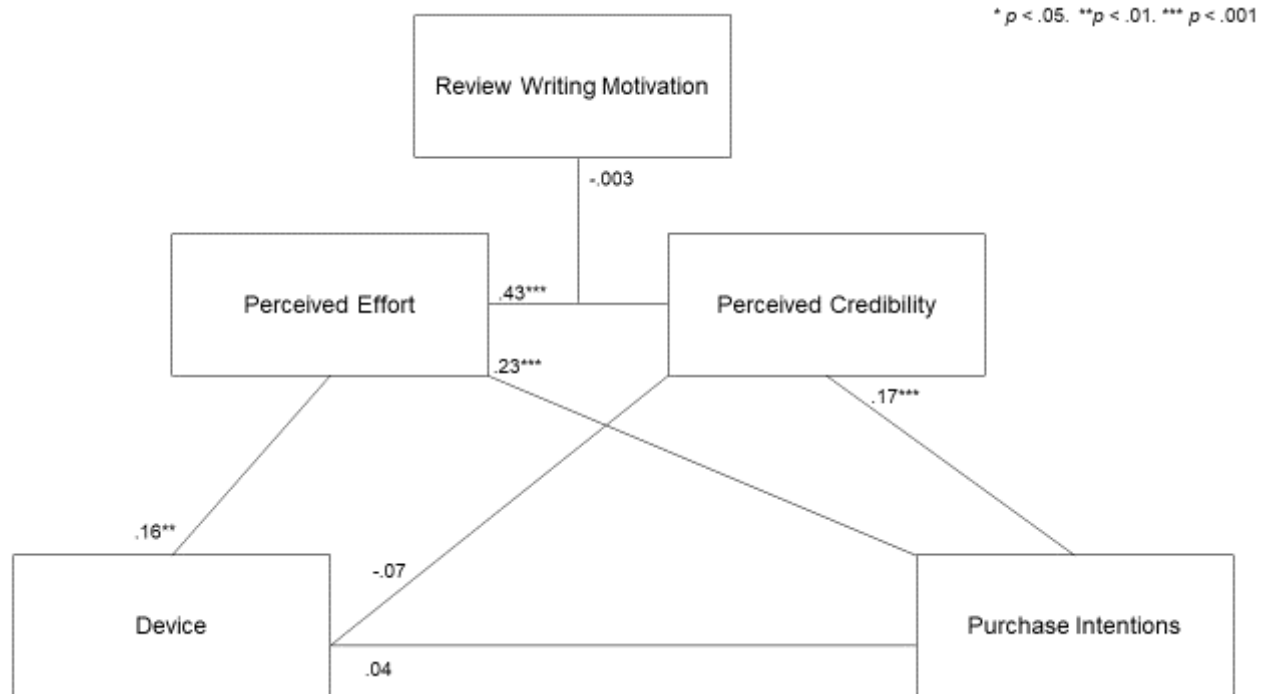 * p < .05. **p < .01. *** p < .001
Review Writing Motivation
-.003
Perceived Effort
.43***
Perceived Credibility
.23***
.17***
.16**
-.07
Device
Purchase Intentions
.04